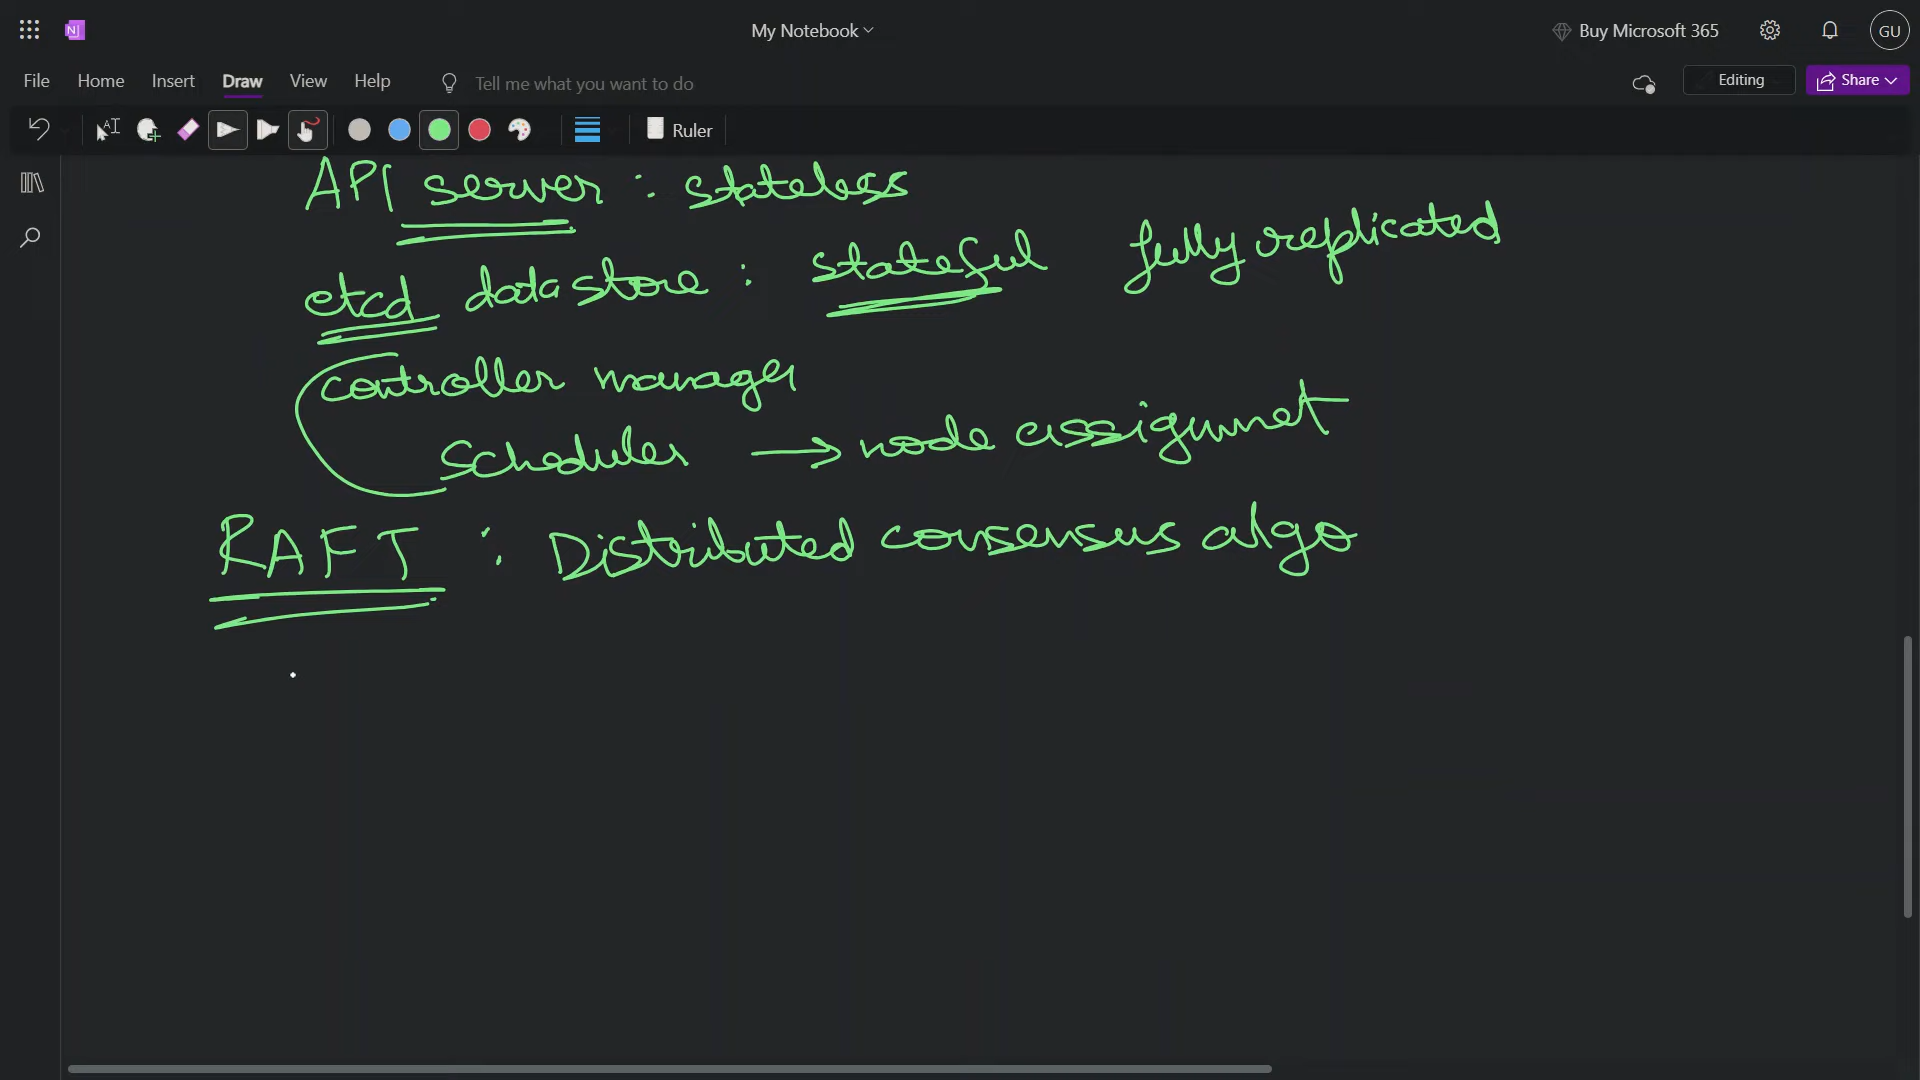 My Notebook
Buy Microsoft 365
GU
File Home Insert Draw View Help
Tell me what you want to do
Editing
Share
Ruler
API server : stateless
etcd datastore : stateful fully replicated
controller manager
scheduler → node assignmet
RAFT : Distributed consensus algo